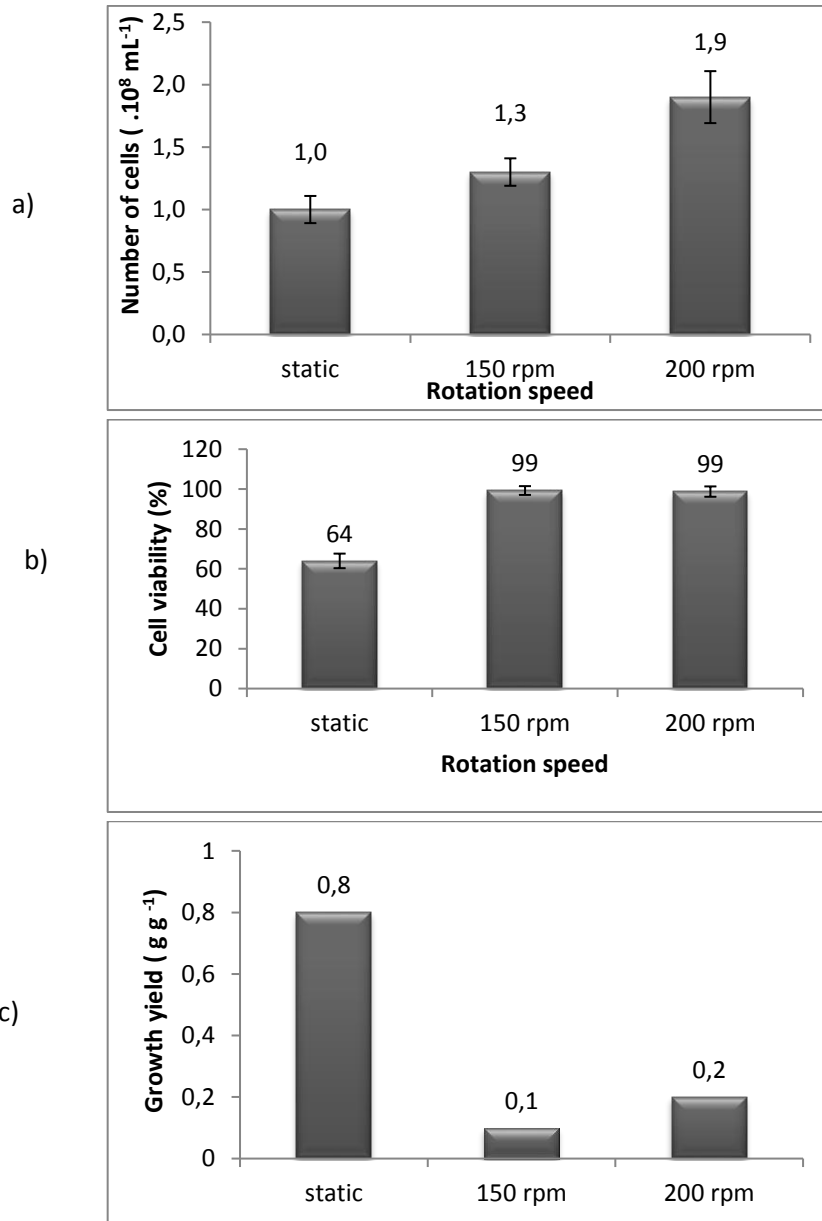 a)
Number of cells ( .10⁸ mL⁻¹)
2,5
2,0
1,5
1,0
0,5
0,0
1,0
1,3
1,9
static 150 rpm 200 rpm
Rotation speed
b)
Cell viability (%)
120
100
80
60
40
20
0
64
99
99
static 150 rpm 200 rpm
Rotation speed
c)
Growth yield ( g g ⁻¹)
1
0,8
0,6
0,4
0,2
0
0,8
0,1
0,2
static 150 rpm 200 rpm